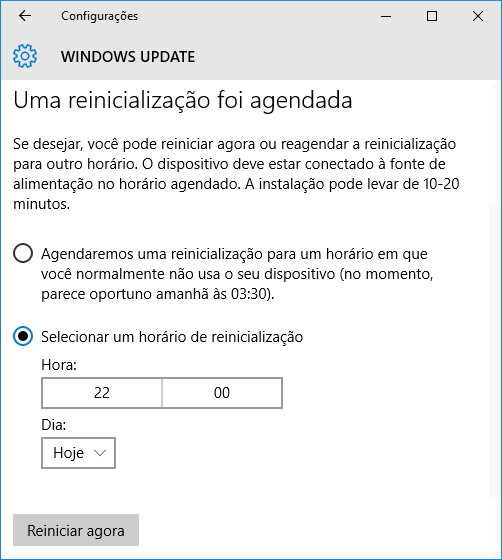 Configurações
WINDOWS UPDATE
Uma reinicialização foi agendada
Se desejar, você pode reiniciar agora ou reagendar a reinicialização
para outro horário. O dispositivo deve estar conectado à fonte de
alimentação no horário agendado. A instalação pode levar de 10-20
minutos.
Agendaremos uma reinicialização para um horário em que
você normalmente não usa o seu dispositivo (no momento,
parece oportuno amanhã às 03:30).
Selecionar um horário de reinicialização
Hora:
22 00
Dia:
Hoje
Reiniciar agora